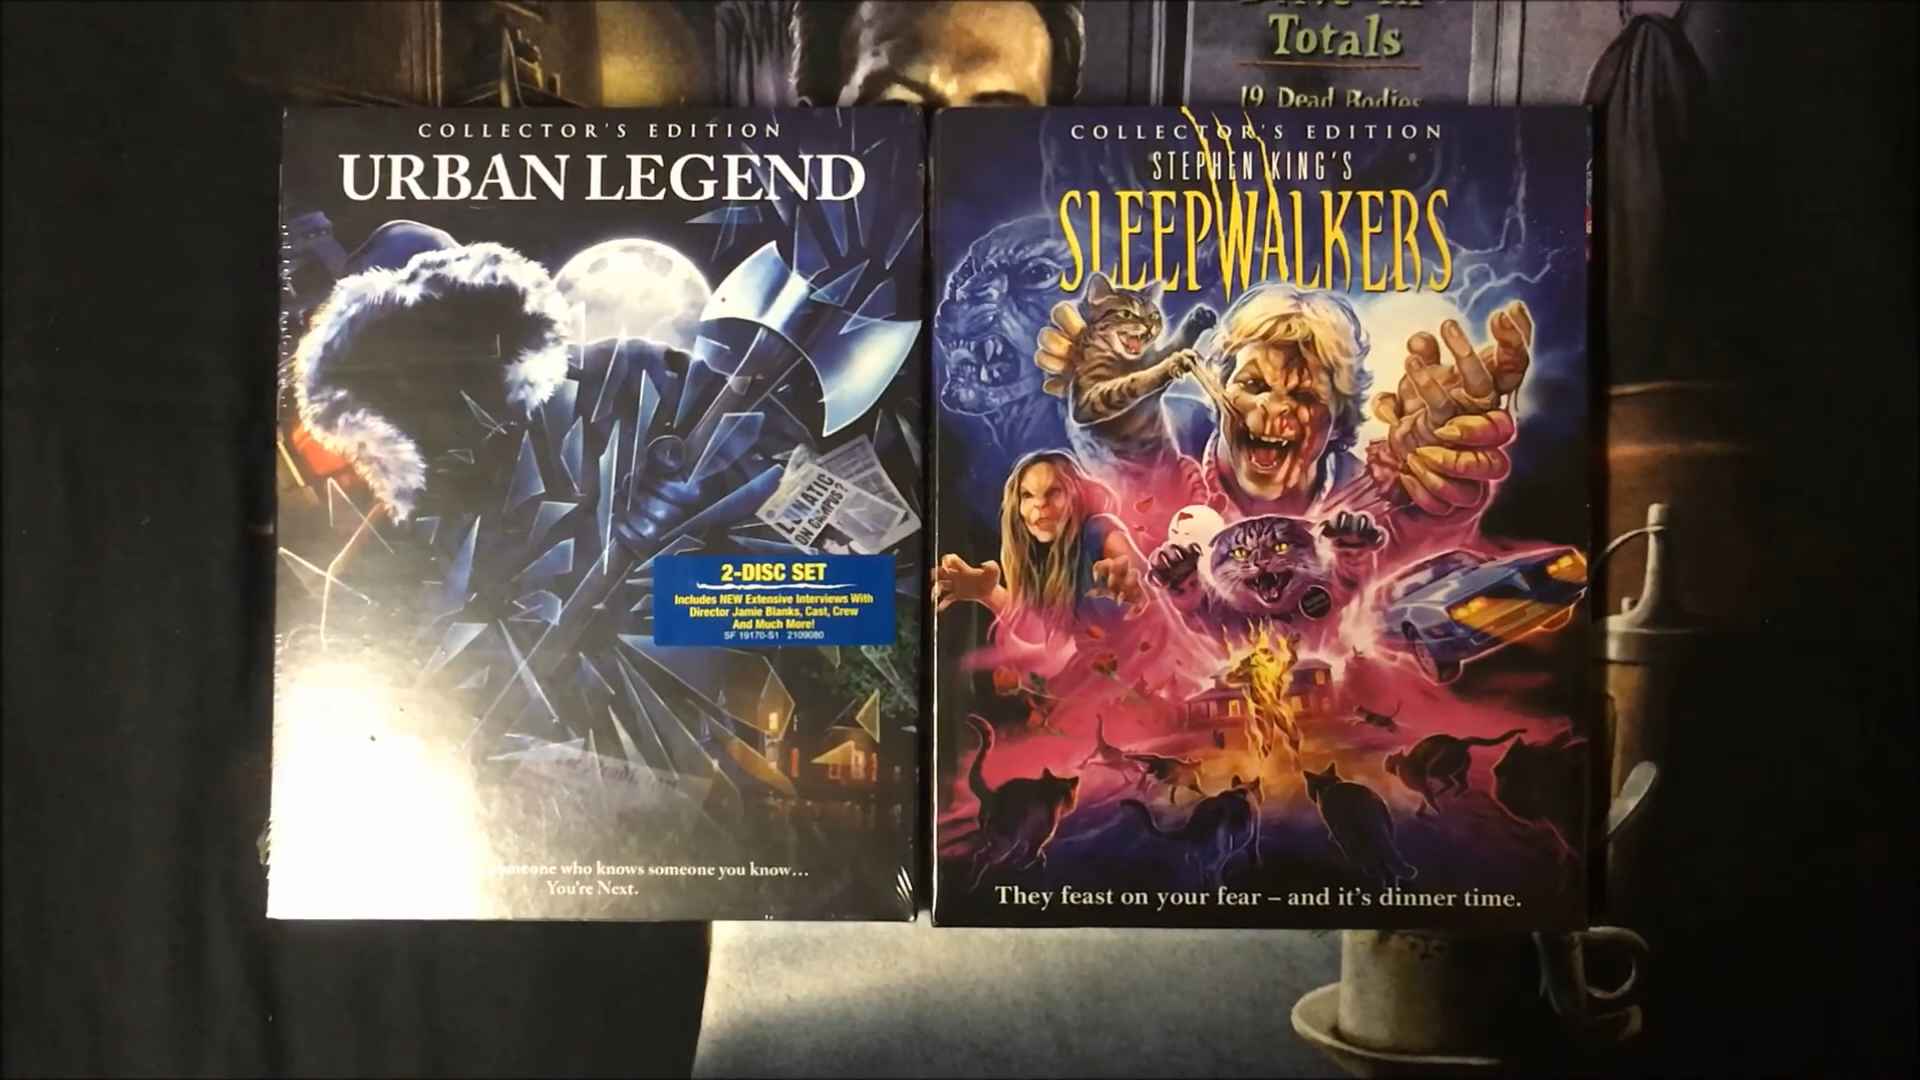 Totals
19 Dead Bodies
COLLECTOR'S EDITION
URBAN LEGEND
LUNATIC
ON CAMPUS?
2-DISC SET
Includes NEW Extensive Interviews With
Director Jamie Blanks, Cast, Crew
And Much More!
SF 19170-S1 2109080
who knows someone you know...
You're Next.
COLLECTOR'S EDITION
STEPHEN KING'S
SLEEPWALKERS
They feast on your fear – and it's dinner time.